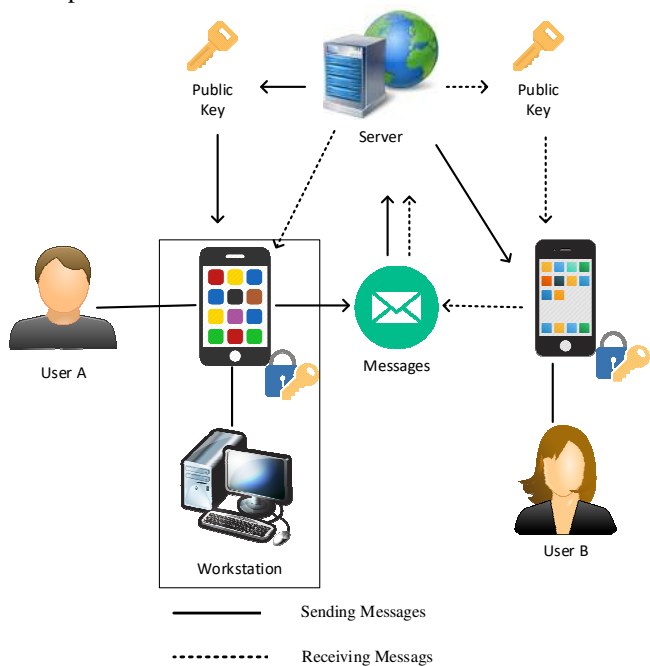 Public
Key
Server
Public
Key
User A
Messages
Workstation
User B
Sending Messages
Receiving Messags